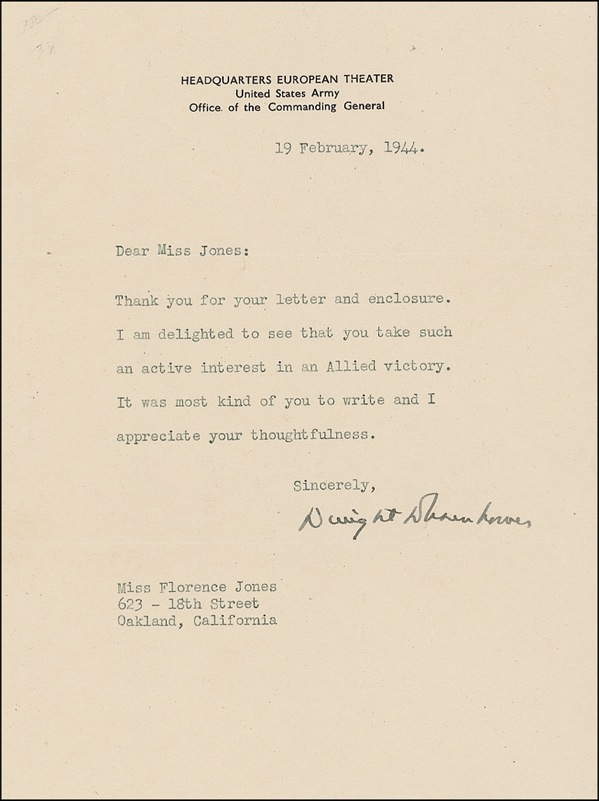 HEADQUARTERS EUROPEAN THEATER
United States Army
Office of the Commanding General
19 February, 1944.
Dear Miss Jones:
Thank you for your letter and enclosure.
I am delighted to see that you take such
an active interest in an Allied victory.
It was most kind of you to write and I
appreciate your thoughtfulness.
Sincerely,
Dwight D Eisenhower
Miss Florence Jones
623 - 18th Street
Oakland, California